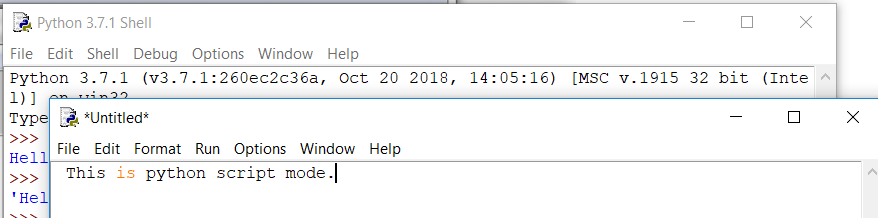 Python 3.7.1 Shell
File Edit Shell Debug Options Window Help
Python 3.7.1 (v3.7.1:260ec2c36a, Oct 20 2018, 14:05:16) [MSC v.1915 32 bit (Inte
l)] on win32
Type
>>>
Hell
>>>
'Hel
>>>
*Untitled*
File Edit Format Run Options Window Help
This is python script mode.